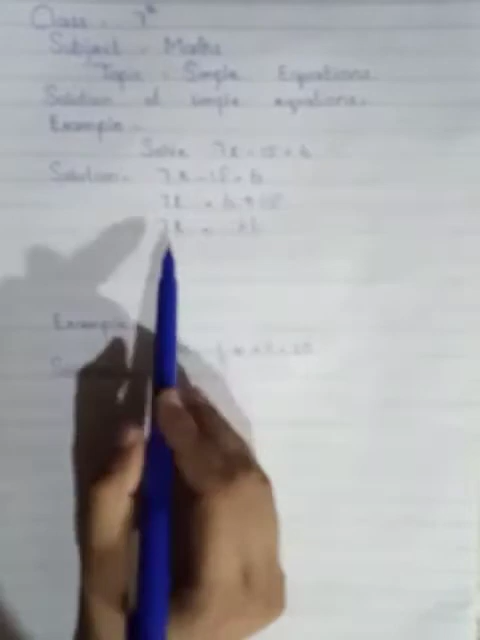 Class - 7th
Subject - Maths
Topic - Simple Equations
Solution of simple equations.
Example -
Solve 7x - 15 = 6
Solution - 7x - 15 = 6
7x = 6 + 15
7x = 21
Example